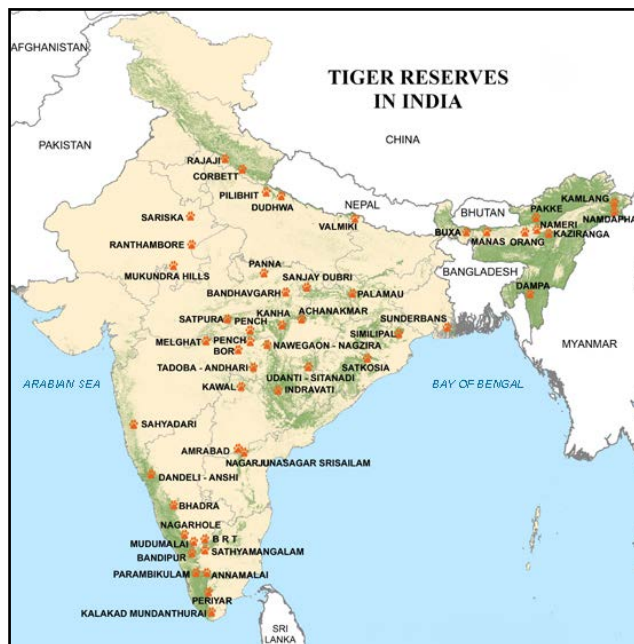 AFGHANISTAN
TIGER RESERVES
IN INDIA
CHINA
PAKISTAN
RAJAJI
CORBETT
PILIBHIT
DUDHWA
NEPAL
VALMIKI
SARISKA
RANTHAMBORE
MUKUNDRA HILLS
BHUTAN
BUXA
MANAS
ORANG
PAKKE
NAMERI
KAZIRANGA
KAMLANG
NAMDAPHA
BANGLADESH
DAMPA
MYANMAR
PANNA
SANJAY DUBRI
BANDHAVGARH
PALAMAU
SATPURA
PENCH
KANHA
ACHANAKMAR
SUNDERBANS
SIMILIPAL
MELGHAT
PENCH
BOR
NAWEGAON - NAGZIRA
TADOBA - ANDHARI
UDANTI - SITANADI
SATKOSIA
KAWAL
INDRAVATI
ARABIAN SEA
BAY OF BENGAL
SAHYADARI
AMRABAD
NAGARJUNASAGAR SRISAILAM
DANDELI - ANSHI
BHADRA
NAGARHOLE
B R T
MUDUMALAI
SATHYAMANGALAM
BANDIPUR
PARAMBIKULAM
ANNAMALAI
PERIYAR
KALAKAD MUNDANTHURAI
SRI
LANKA